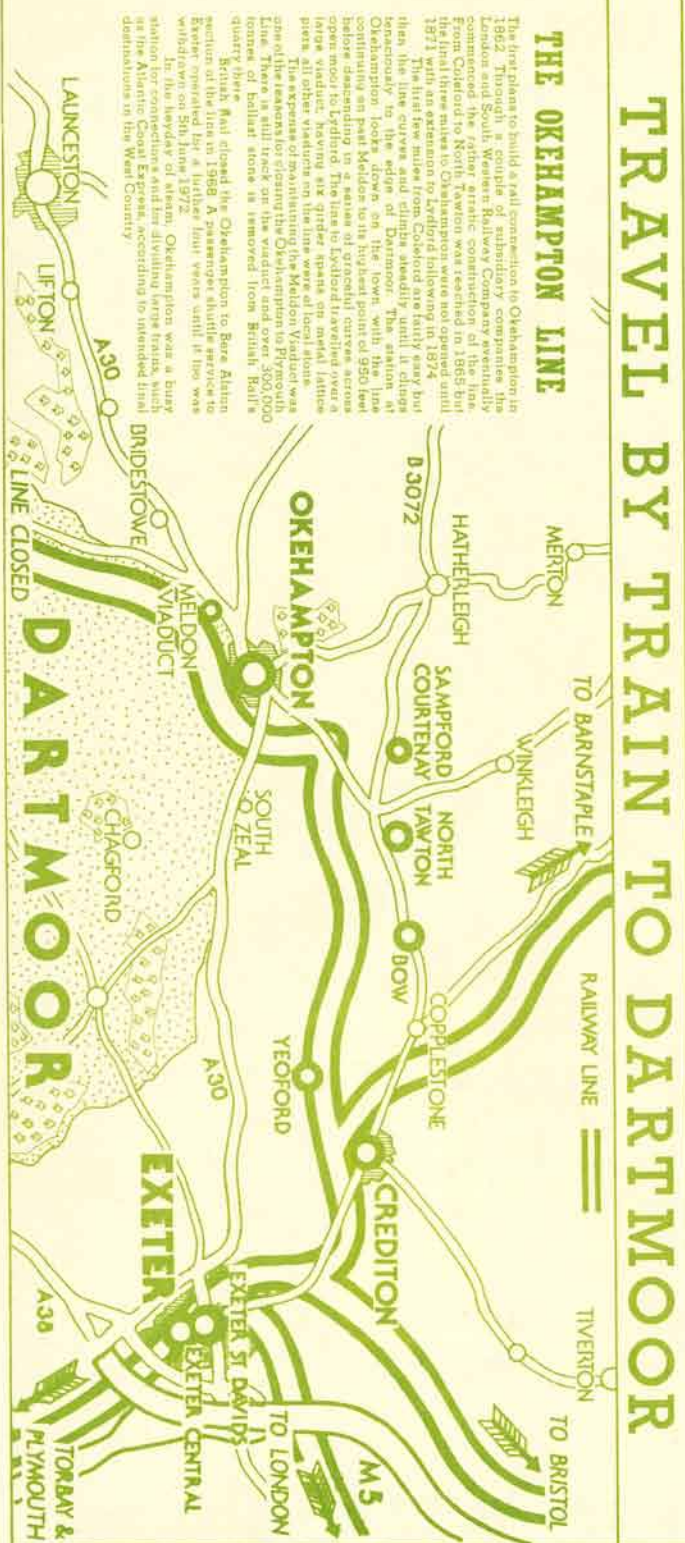 TRAVEL BY TRAIN TO DARTMOOR
THE OKEHAMPTON LINE
The first plans to build a rail connection to Okehampton in
1862. Through a couple of subsidiary companies the
London and South Western Railway Company eventually
commenced the rather erratic construction of the line.
From Coleford to North Tawton was reached in 1865 but
the final three miles to Okehampton were not opened until
1871 with an extension to Lydford following in 1874.
The first few miles from Coleford are fairly easy but
then the line curves and climbs steadily until it clings
tenaciously to the edge of Dartmoor. The station at
Okehampton looks down on the town with the line
continuing on past Meldon to its highest point of 950 feet
before descending in a series of graceful curves across
open moor to Lydford. The line to Lydford travelled over a
large viaduct, having six girder spans on metal lattice
piers, all other viaducts on the line were of local stone.
The expense of maintaining the Meldon Viaduct was
one of the reasons for closing the Okehampton to Plymouth
Line. There is still track on the viaduct and over 300,000
tonnes of ballast stone is removed from British Rail's
quarry there.
British Rail closed the Okehampton to Bere Alston
section of the line in 1968. A passenger shuttle service to
Exeter operated for a further four years until it too was
withdrawn on 5th June 1972.
In the heyday of steam, Okehampton was a busy
station for connections and for dividing large trains, such
as the Atlantic Coast Express, according to intended final
destinations in the West Country.
MERTON
TO BARNSTAPLE
RAILWAY LINE
TIVERTON
TO BRISTOL
HATHERLEIGH
WINKLEIGH
B3072
SAMPFORD
COURTENAY
NORTH
TAWTON
BOW
COPPLESTONE
CREDITON
M5
OKEHAMPTON
YEOFORD
TO LONDON
SOUTH
ZEAL
EXETER ST DAVIDS
EXETER CENTRAL
MELDON
VIADUCT
A30
EXETER
BRIDESTOWE
CHAGFORD
A30
LAUNCESTON
LIFTON
LINE CLOSED
DARTMOOR
A38
TORBAY &
PLYMOUTH